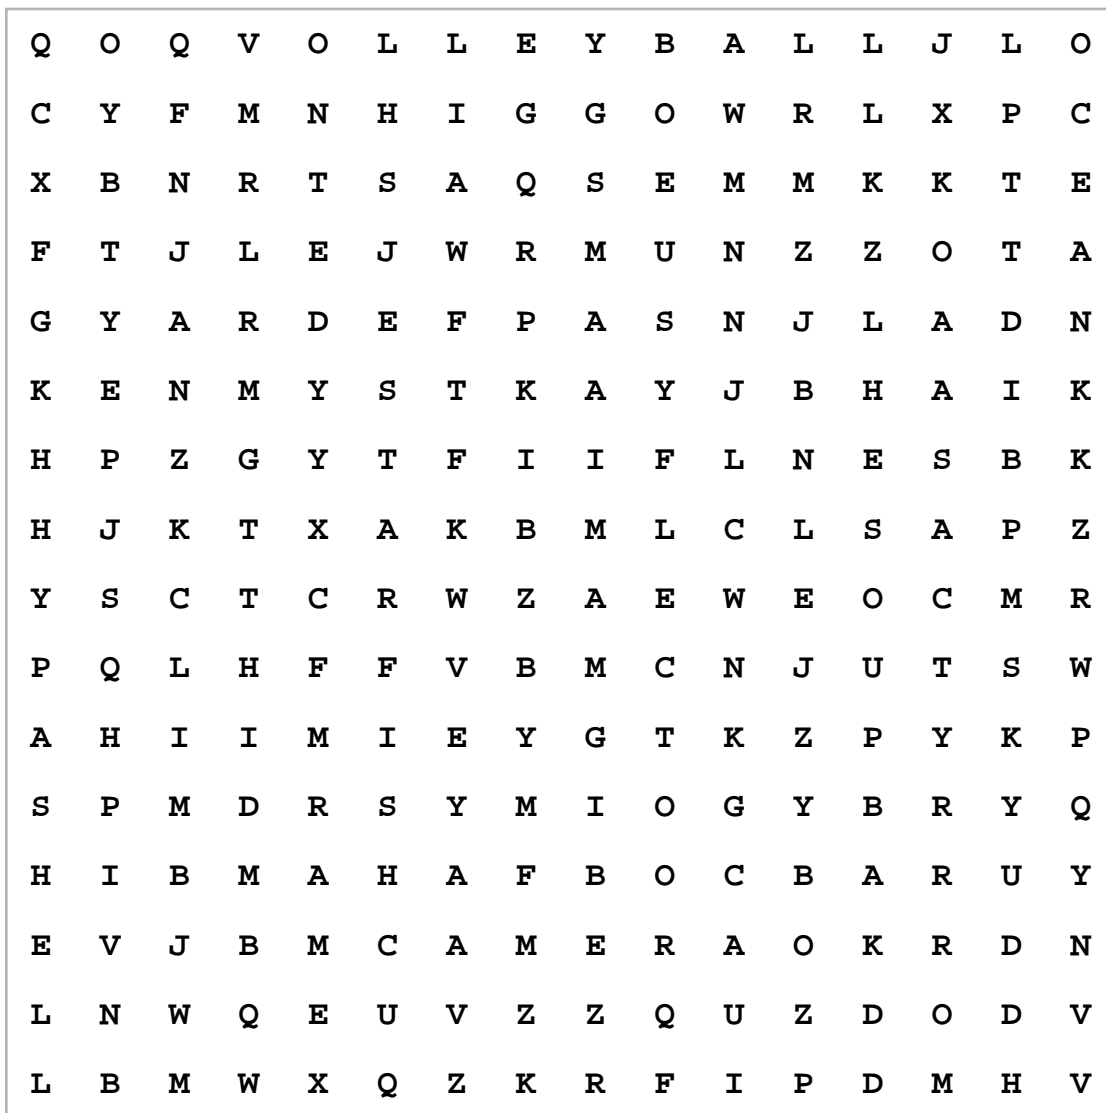 Q O Q V O L L E Y B A L L J L O
C Y F M N H I G G O W R L X P C
X B N R T S A Q S E M M K K T E
F T J L E J W R M U N Z Z O T A
G Y A R D E F P A S N J L A D N
K E N M Y S T K A Y J B H A I K
H P Z G Y T F I I F L N E S B K
H J K T X A K B M L C L S A P Z
Y S C T C R W Z A E W E O C M R
P Q L H F F V B M C N J U T S W
A H I I M I E Y G T K Z P Y K P
S P M D R S Y M I O G Y B R Y Q
H I B M A H A F B O C B A R U Y
E V J B M C A M E R A O K R D N
L N W Q E U V Z Z Q U Z D O D V
L B M W X Q Z K R F I P D M H V